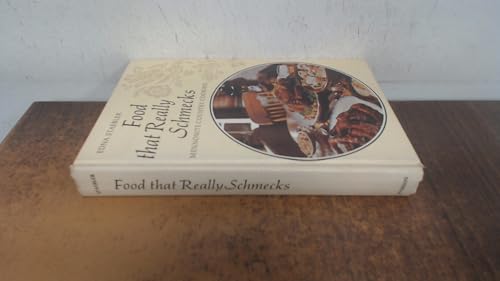 EDNA STAEBLER
Food
that Really
Schmecks
MENNONITE COUNTRY COOKING
STAEBLER
Food that Really Schmecks